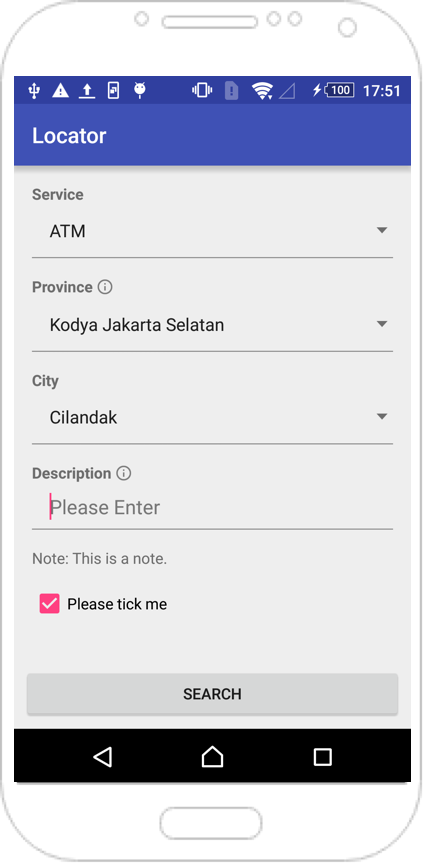 100 17:51
Locator
Service
ATM
Province
Kodya Jakarta Selatan
City
Cilandak
Description
Please Enter
Note: This is a note.
Please tick me
SEARCH